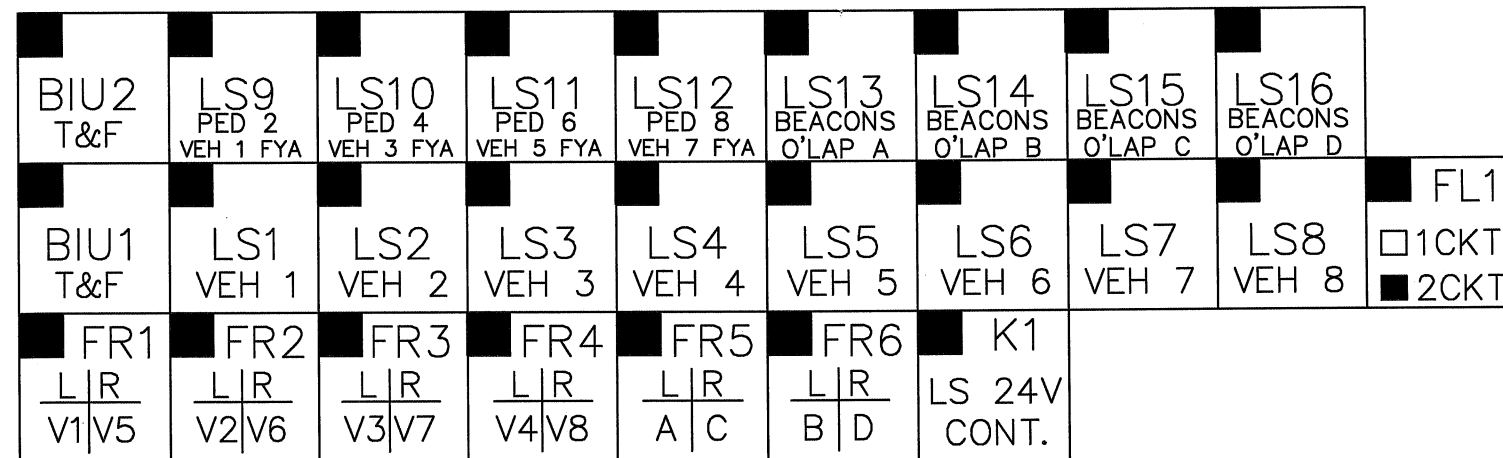 BIU2
T&F
LS9
PED 2
VEH 1 FYA
LS10
PED 4
VEH 3 FYA
LS11
PED 6
VEH 5 FYA
LS12
PED 8
VEH 7 FYA
LS13
BEACONS
O'LAP A
LS14
BEACONS
O'LAP B
LS15
BEACONS
O'LAP C
LS16
BEACONS
O'LAP D
BIU1
T&F
LS1
VEH 1
LS2
VEH 2
LS3
VEH 3
LS4
VEH 4
LS5
VEH 5
LS6
VEH 6
LS7
VEH 7
LS8
VEH 8
FL1
1CKT
2CKT
FR1
L R
V1 V5
FR2
L R
V2 V6
FR3
L R
V3 V7
FR4
L R
V4 V8
FR5
L R
A C
FR6
L R
B D
K1
LS 24V
CONT.